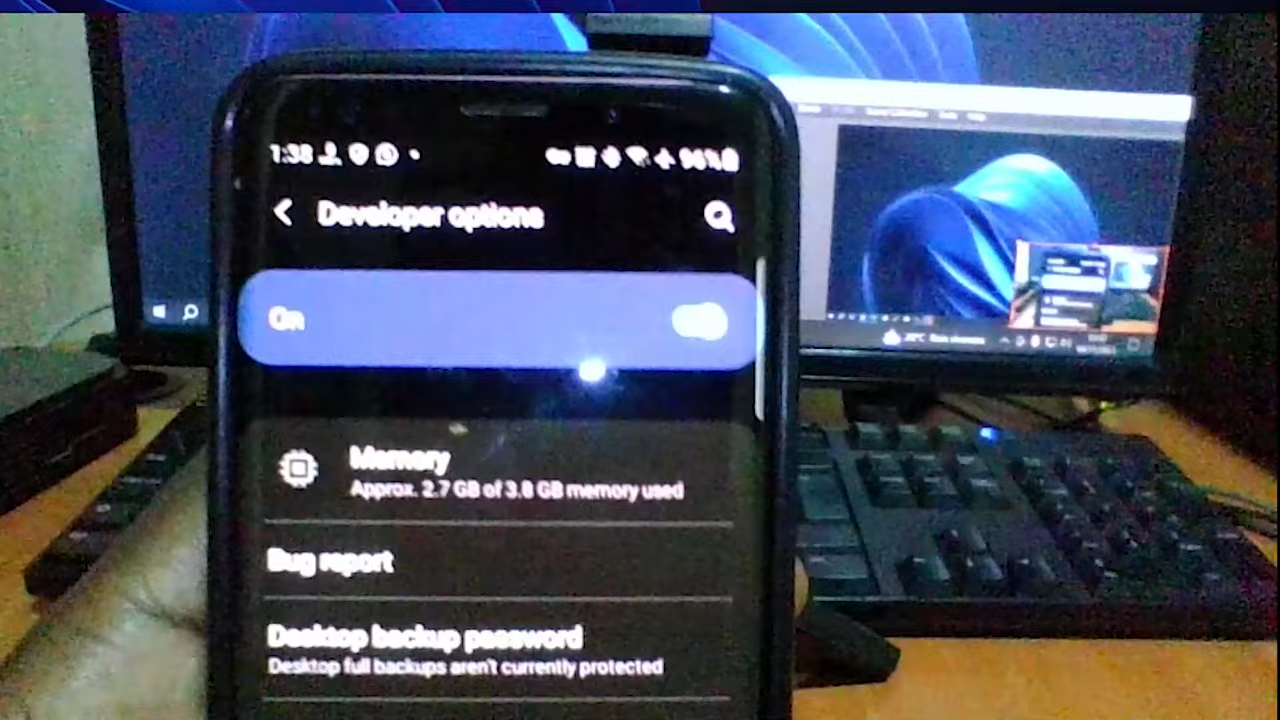 1:38
96%
Developer options
On
Memory
Approx. 2.7 GB of 3.8 GB memory used
Bug report
Desktop backup password
Desktop full backups aren't currently protected